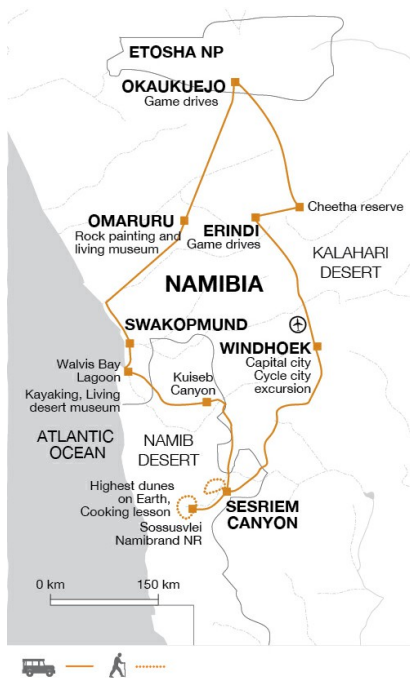 ETOSHA NP
OKAUKUEJO
Game drives
Cheetha reserve
OMARURU
Rock painting and
living museum
ERINDI
Game drives
KALAHARI
DESERT
NAMIBIA
SWAKOPMUND
WINDHOEK
Capital city
Cycle city
excursion
Walvis Bay
Lagoon
Kayaking, Living
desert museum
Kuiseb
Canyon
ATLANTIC
OCEAN
NAMIB
DESERT
Highest dunes
on Earth,
Cooking lesson
SESRIEM
CANYON
Sossusvlei
Namibrand NR
0 km
150 km